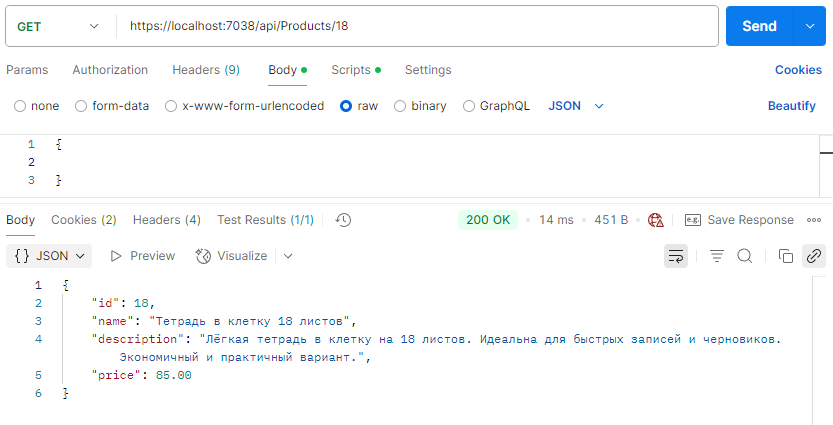 GET https://localhost:7038/api/Products/18 Send
Params Authorization Headers (9) Body Scripts Settings Cookies
none form-data x-www-form-urlencoded raw binary GraphQL JSON Beautify
1 {
2
3 }
Body Cookies (2) Headers (4) Test Results (1/1) 200 OK 14 ms 451 B e.g. Save Response
{} JSON Preview Visualize
1 {
2 "id": 18,
3 "name": "Тетрадь в клетку 18 листов",
4 "description": "Лёгкая тетрадь в клетку на 18 листов. Идеальна для быстрых записей и черновиков.
Экономичный и практичный вариант.",
5 "price": 85.00
6 }